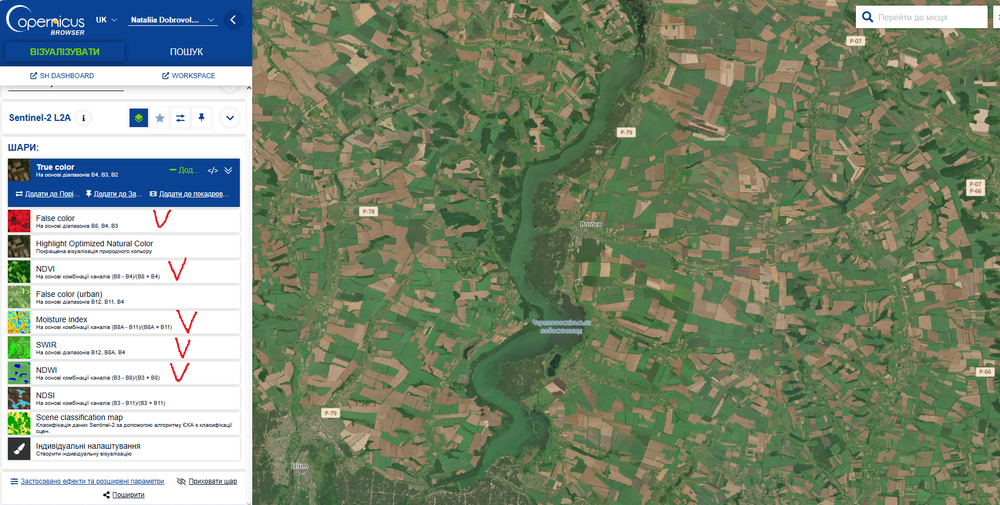 Copernicus
BROWSER
UK
Nataliia Dobrovol...
ВІЗУАЛІЗУВАТИ
ПОШУК
SH DASHBOARD
WORKSPACE
Sentinel-2 L2A
ШАРИ:
True color
На основі діапазонів B4, B3, B2
Дод...
</>
Додати до Порі...
Додати до За...
Додати до покадров...
False color
На основі діапазонів B8, B4, B3
Highlight Optimized Natural Color
Покращена візуалізація природного кольору
NDVI
На основі комбінації каналів (B8 - B4)/(B8 + B4)
False color (urban)
На основі діапазонів B12, B11, B4
Moisture index
На основі комбінації каналів (B8A - B11)/(B8A + B11)
SWIR
На основі діапазонів B12, B8A, B4
NDWI
На основі комбінації каналів (B3 - B8)/(B3 + B8)
NDSI
На основі комбінації каналів (B3 - B11)/(B3 + B11)
Scene classification map
Класифікація даних Sentinel-2 за допомогою алгоритму ЄКА з класифікації
сцен.
Індивідуальні налаштування
Створити індивідуальну візуалізацію
Застосовано ефекти та розширені параметри
Приховати шар
Поширити
Перейти до місця
P-07
P-79
P-07
P-66
P-78
Borova
Червонооскільське
водосховище
P-66
P-79
Izium